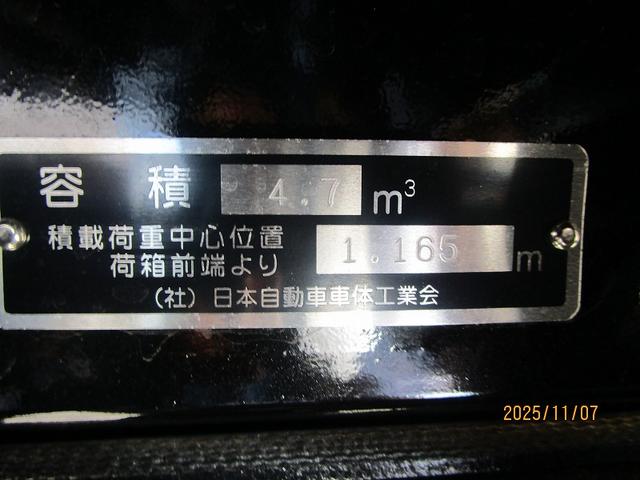 容積 4.7 m³
積載荷重中心位置
荷箱前端より 1.165 m
（社）日本自動車車体工業会
2025/11/07